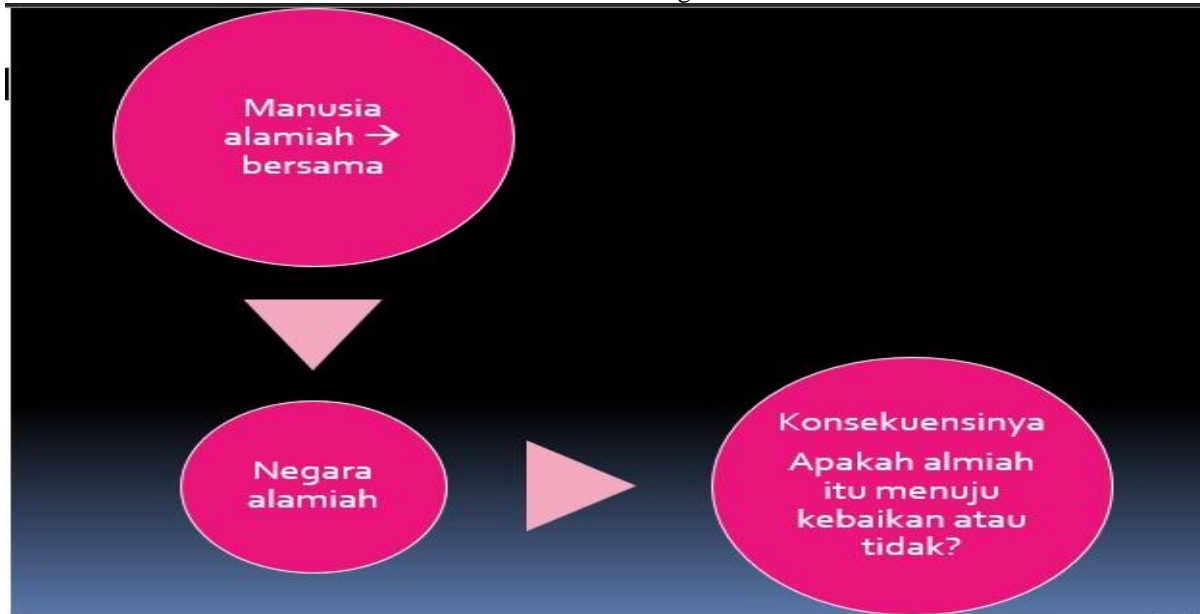 Manusia
alamiah →
bersama
Negara
alamiah
Konsekuensinya
Apakah almiah
itu menuju
kebaikan atau
tidak?